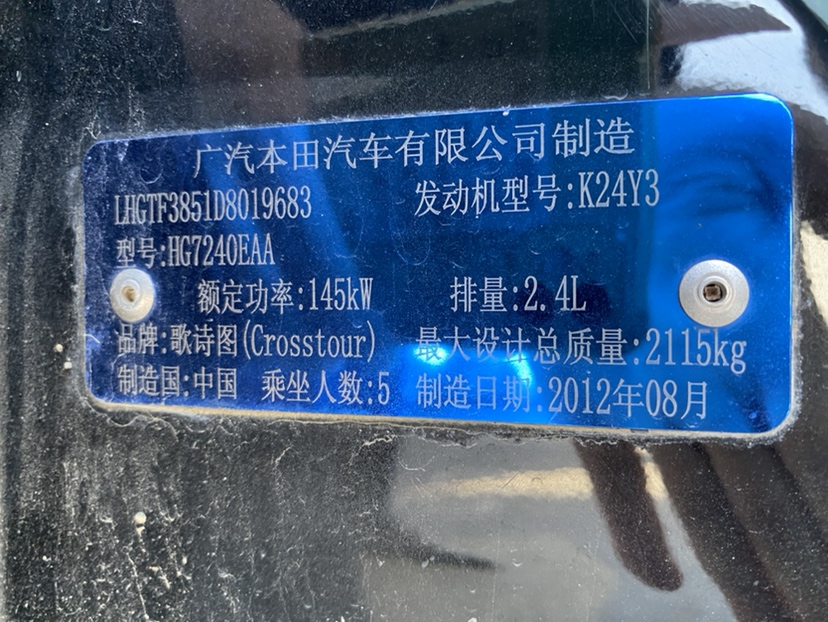 广汽本田汽车有限公司制造
LHGTF3851D8019683 发动机型号:K24Y3
型号:HG7240EAA
额定功率:145kW 排量:2.4L
品牌:歌诗图(Crosstour) 最大设计总质量:2115kg
制造国:中国 乘坐人数:5 制造日期:2012年08月